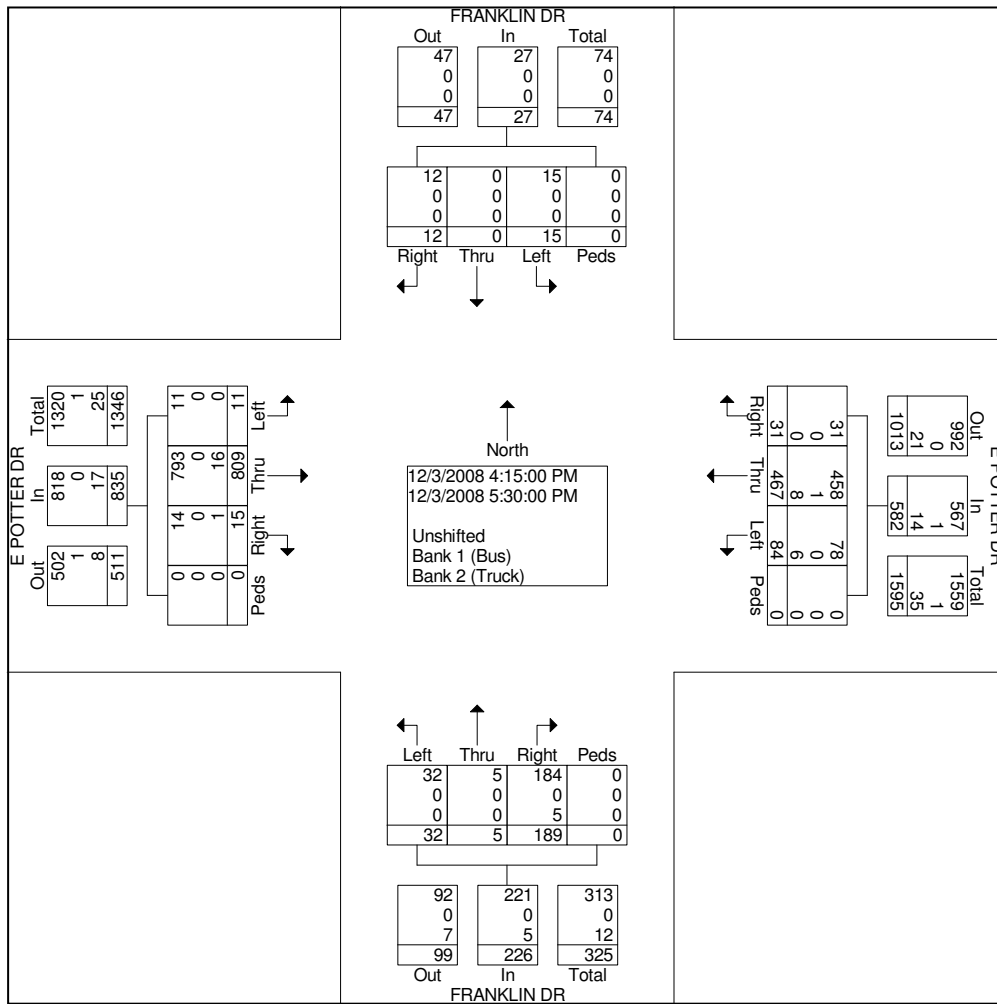 FRANKLIN DR
Out In Total
47 27 74
0 0 0
0 0 0
47 27 74
12 0 15 0
0 0 0 0
0 0 0 0
12 0 15 0
Right Thru Left Peds
E POTTER DR
Total In Out
1320 818 502
1 0 1
25 17 8
1346 835 511
11 793 14 0
0 0 0 0
0 16 1 0
11 809 15 0
Left Thru Right Peds
North
12/3/2008 4:15:00 PM
12/3/2008 5:30:00 PM
Unshifted
Bank 1 (Bus)
Bank 2 (Truck)
Right Thru Left Peds
31 467 84 0
0 8 6 0
0 1 0 0
31 458 78 0
Out In Total
1013 582 1595
21 14 35
0 1 1
992 567 1559
E POTTER DR
Left Thru Right Peds
32 5 184 0
0 0 0 0
0 0 5 0
32 5 189 0
92 221 313
0 0 0
7 5 12
99 226 325
Out In Total
FRANKLIN DR